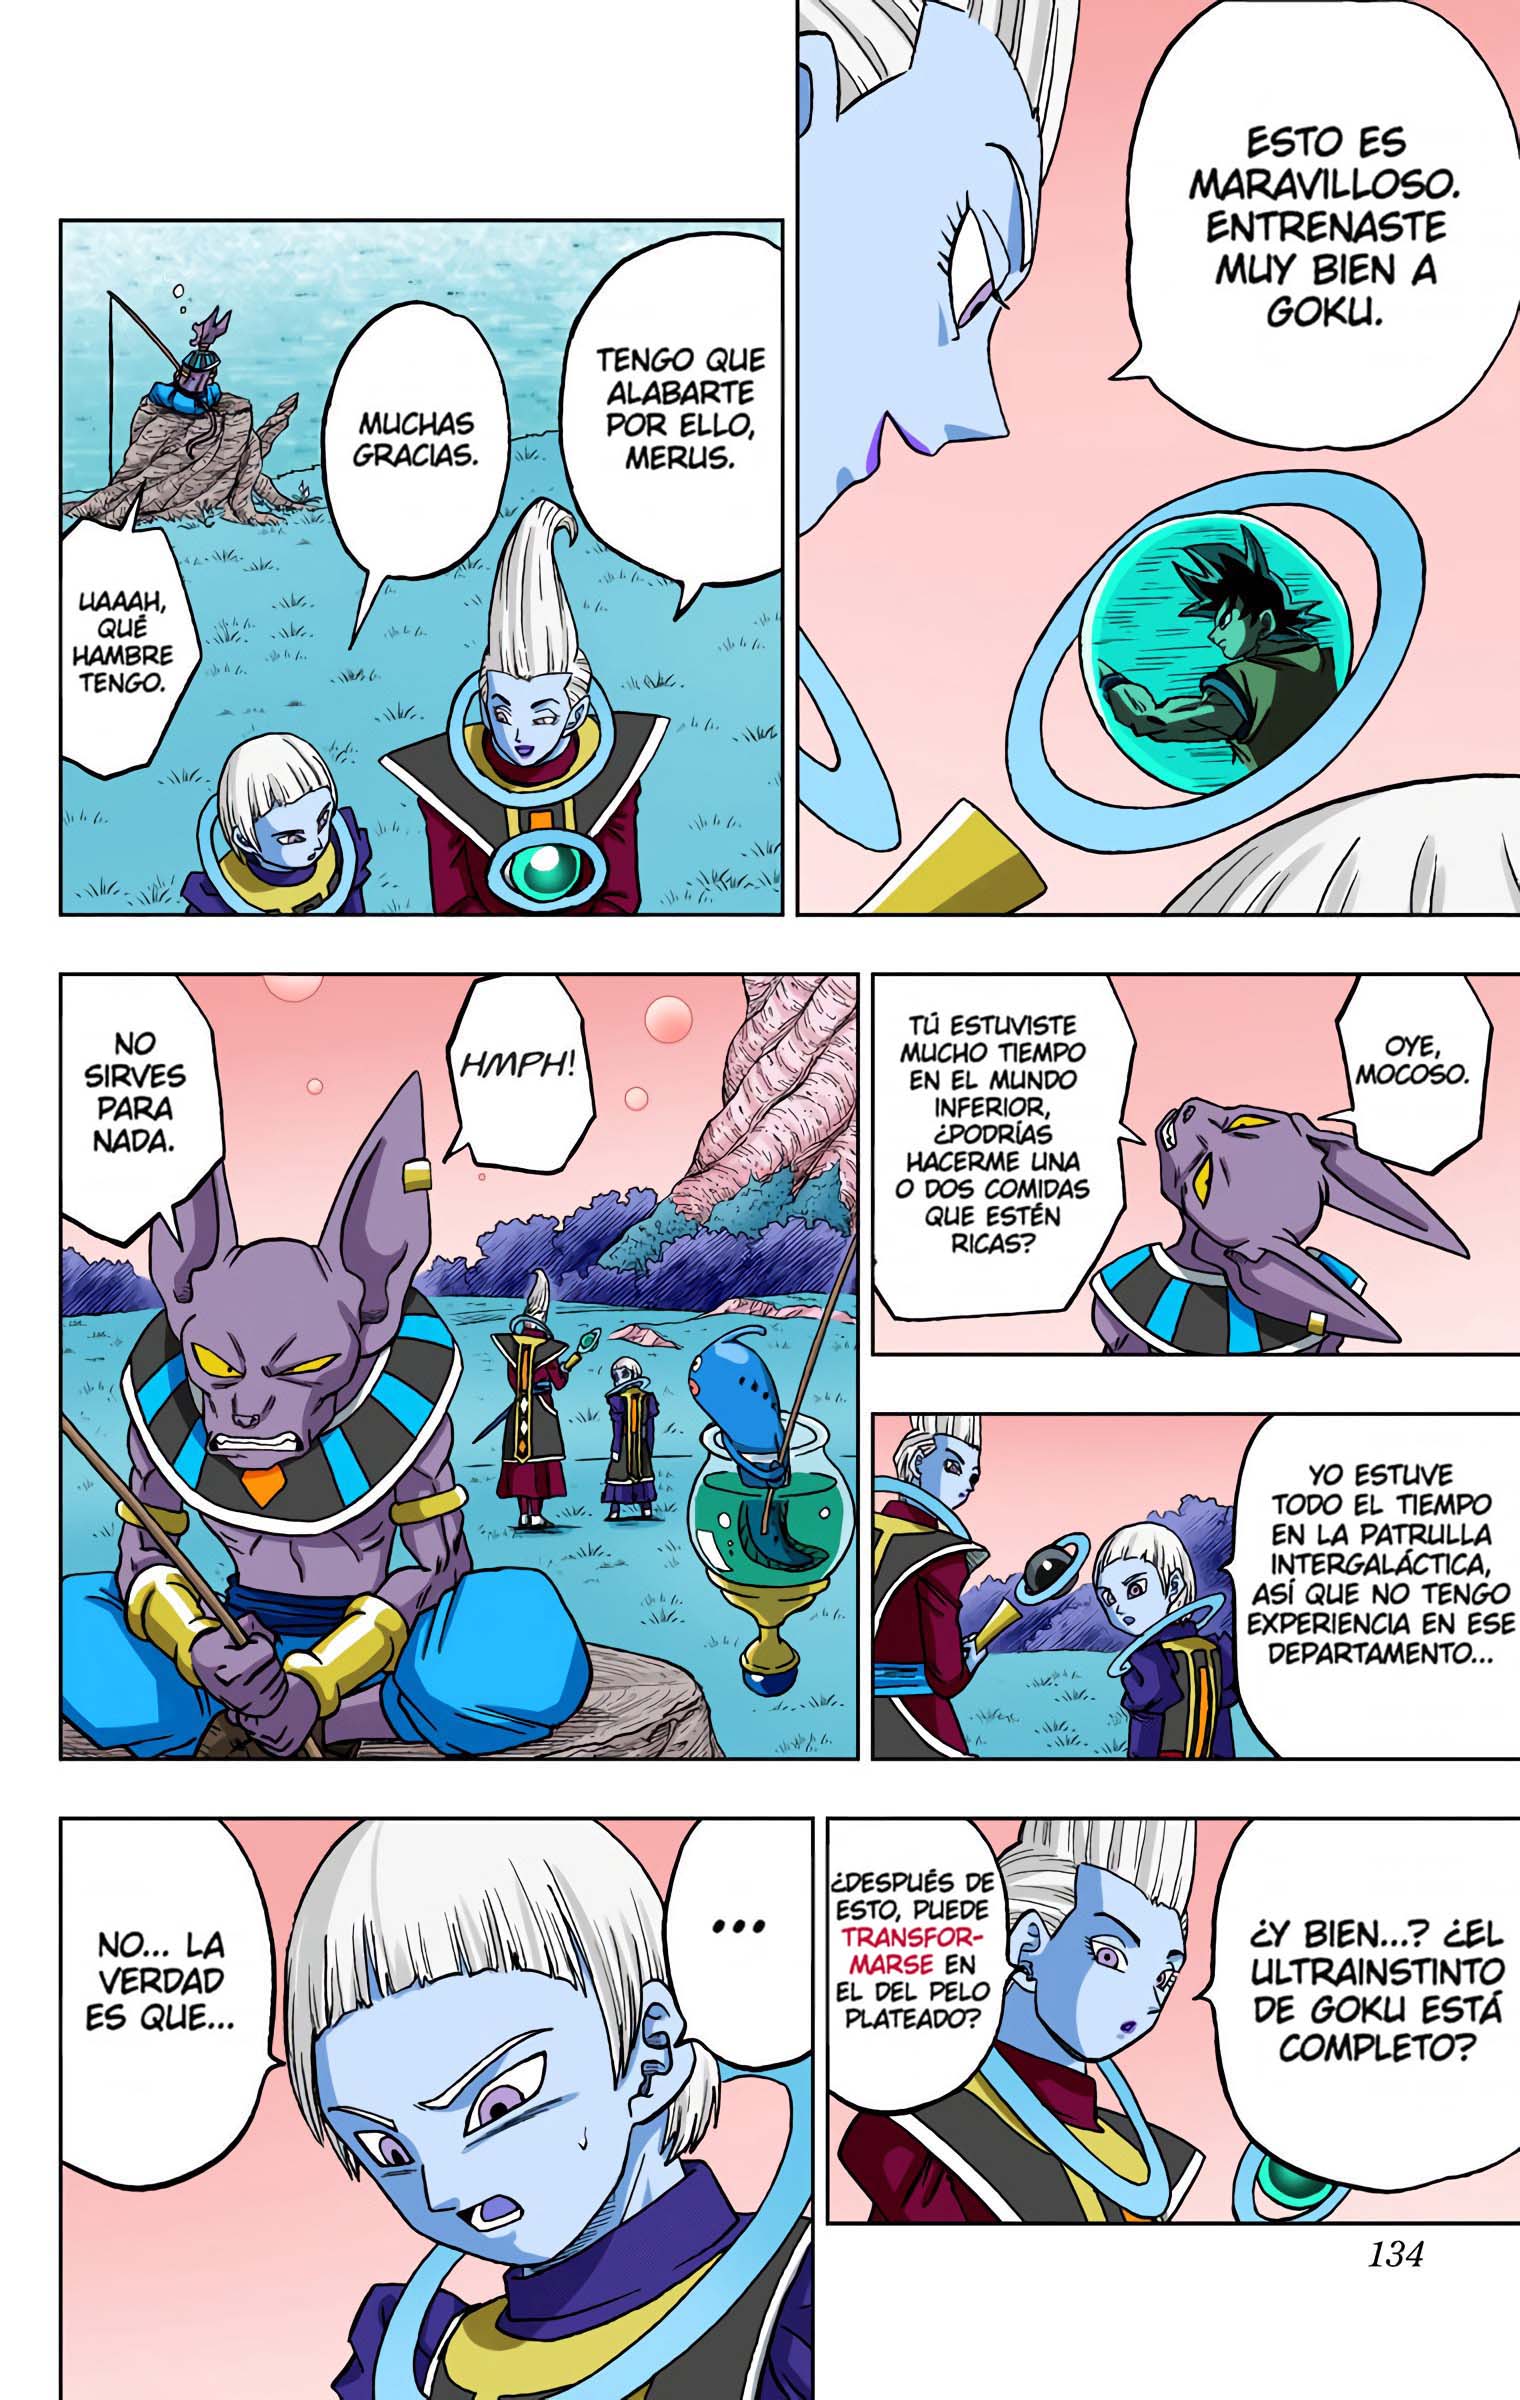 ESTO ES
MARAVILLOSO.
ENTRENASTE
MUY BIEN A
GOKU.
TENGO QUE
ALABARTE
POR ELLO,
MERUS.
MUCHAS
GRACIAS.
UAAAH,
QUÉ
HAMBRE
TENGO.
OYE,
MOCOSO.
TÚ ESTUVISTE
MUCHO TIEMPO
EN EL MUNDO
INFERIOR,
¿PODRÍAS
HACERME UNA
O DOS COMIDAS
QUE ESTÉN
RICAS?
YO ESTUVE
TODO EL TIEMPO
EN LA PATRULLA
INTERGALÁCTICA,
ASÍ QUE NO TENGO
EXPERIENCIA EN ESE
DEPARTAMENTO...
HMPH!
NO
SIRVES
PARA
NADA.
¿Y BIEN...? ¿EL
ULTRAINSTINTO
DE GOKU ESTÁ
COMPLETO?
¿DESPUÉS DE
ESTO, PUEDE
TRANSFOR-
MARSE EN
EL DEL PELO
PLATEADO?
...
NO... LA
VERDAD
ES QUE...
134